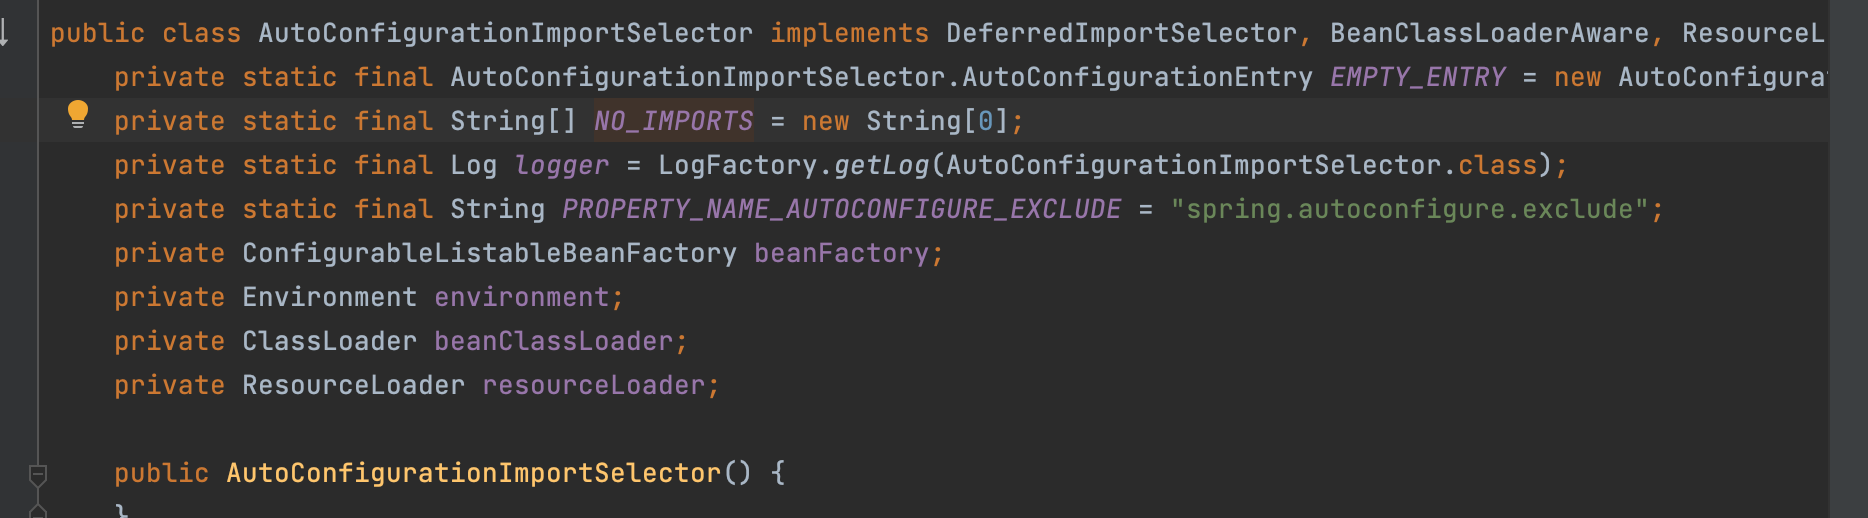 public class AutoConfigurationImportSelector implements DeferredImportSelector, BeanClassLoaderAware, ResourceL
private static final AutoConfigurationImportSelector.AutoConfigurationEntry EMPTY_ENTRY = new AutoConfigurat
private static final String[] NO_IMPORTS = new String[0];
private static final Log logger = LogFactory.getLog(AutoConfigurationImportSelector.class);
private static final String PROPERTY_NAME_AUTOCONFIGURE_EXCLUDE = "spring.autoconfigure.exclude";
private ConfigurableListableBeanFactory beanFactory;
private Environment environment;
private ClassLoader beanClassLoader;
private ResourceLoader resourceLoader;
public AutoConfigurationImportSelector() {
}